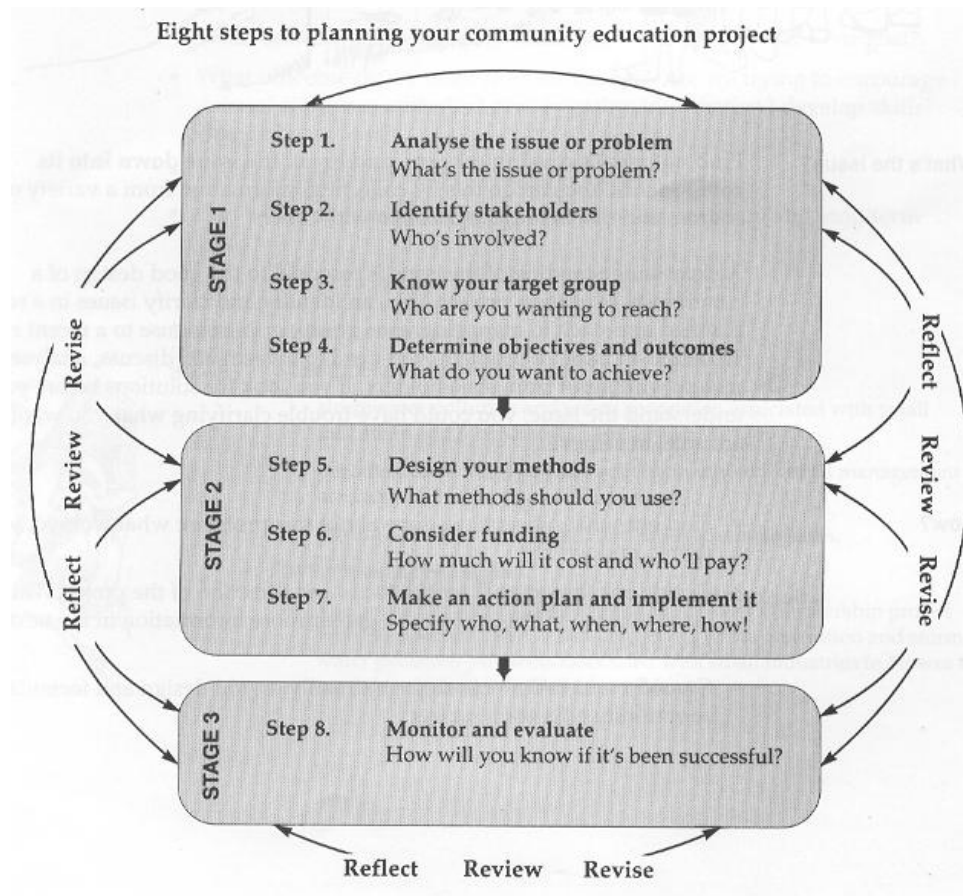 Eight steps to planning your community education project
STAGE 1
Step 1. Analyse the issue or problem
What's the issue or problem?
Step 2. Identify stakeholders
Who's involved?
Step 3. Know your target group
Who are you wanting to reach?
Step 4. Determine objectives and outcomes
What do you want to achieve?
STAGE 2
Step 5. Design your methods
What methods should you use?
Step 6. Consider funding
How much will it cost and who'll pay?
Step 7. Make an action plan and implement it
Specify who, what, when, where, how!
STAGE 3
Step 8. Monitor and evaluate
How will you know if it's been successful?
Reflect Review Revise
Reflect Review Revise
Reflect Review Revise